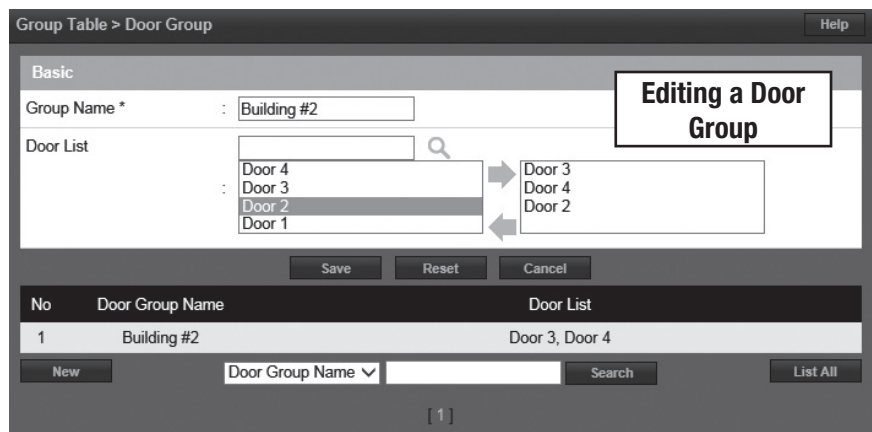 Group Table > Door Group
Help
Basic
Editing a Door
Group
Group Name *
: Building #2
Door List
:
Door 4
Door 3
Door 2
Door 1
Door 3
Door 4
Door 2
Save Reset Cancel
No Door Group Name Door List
1 Building #2 Door 3, Door 4
New Door Group Name Search List All
[ 1 ]